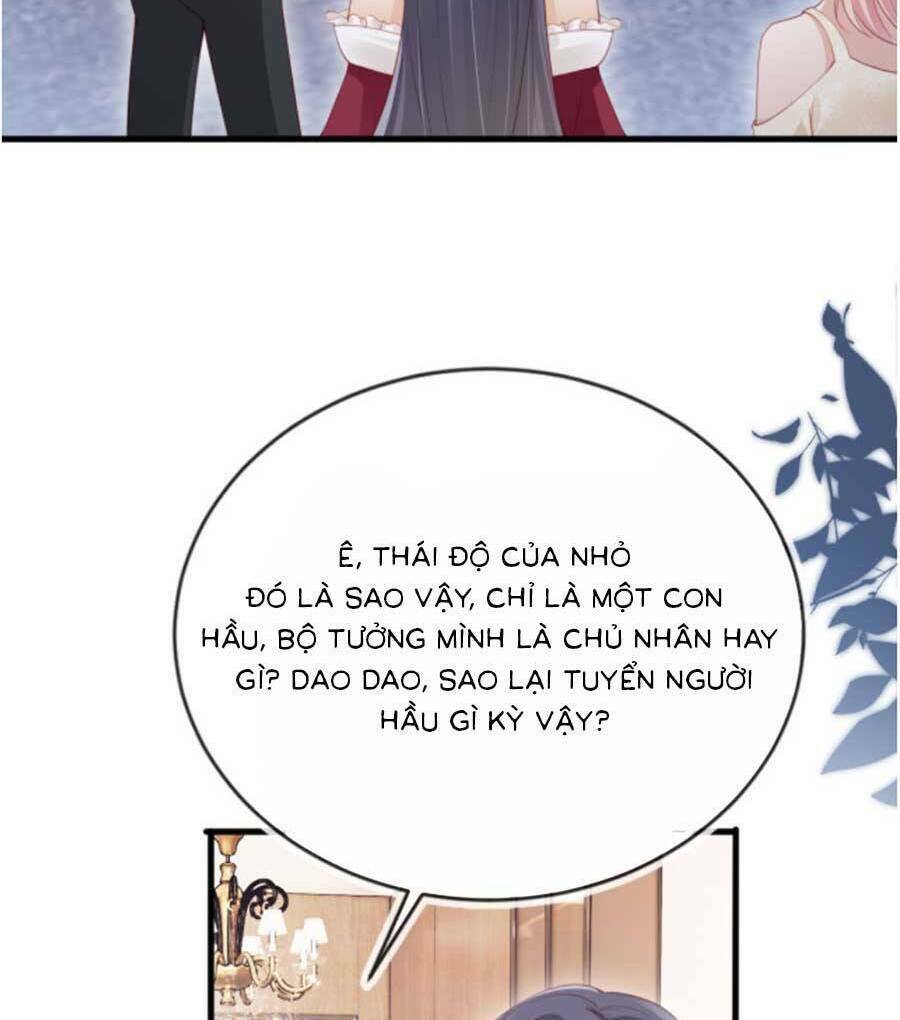 Ê, THÁI ĐỘ CỦA NHỎ
ĐÓ LÀ SAO VẬY, CHỈ LÀ MỘT CON
HẦU, BỘ TƯỞNG MÌNH LÀ CHỦ NHÂN HAY
GÌ? DAO DAO, SAO LẠI TUYỂN NGƯỜI
HẦU GÌ KỲ VẬY?